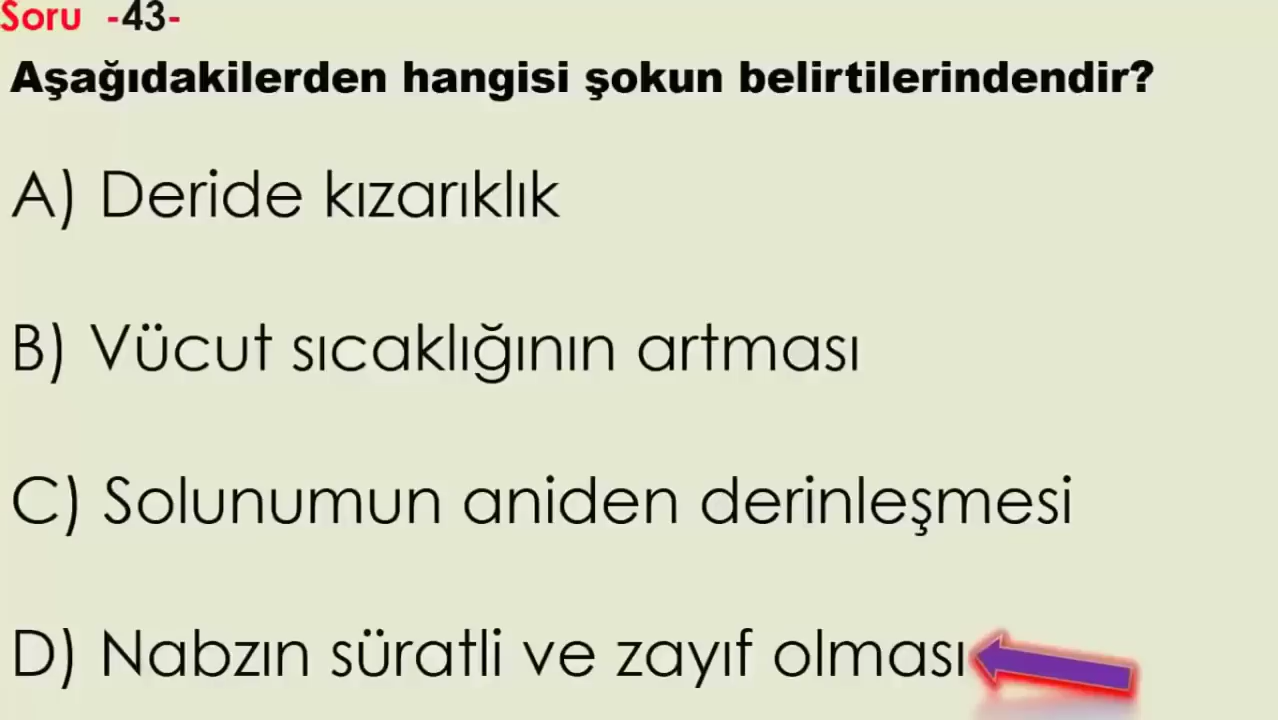 Soru -43-
Aşağıdakilerden hangisi şokun belirtilerindendir?
A) Deride kızarıklık
B) Vücut sıcaklığının artması
C) Solunumun aniden derinleşmesi
D) Nabzın süratli ve zayıf olması